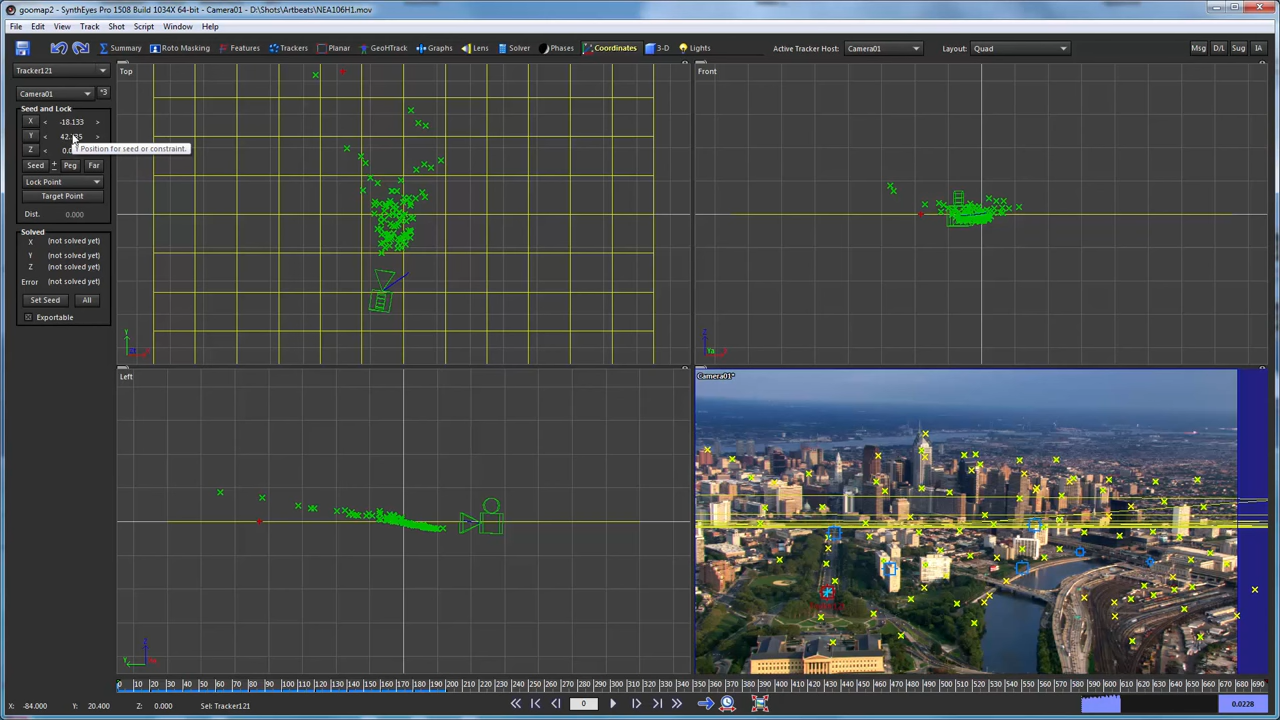 goomap2 - SynthEyes Pro 1508 Build 1034X 64-bit - Camera01 - D:\Shots\Artbeats\NEA106H1.mov
File Edit View Track Shot Script Window Help
Summary Roto Masking Features Trackers Planar GeoHTrack Graphs Lens Solver Phases Coordinates 3-D Lights Active Tracker Host: Camera01 Layout: Quad Msg D/L Sug IA
Tracker121
Top
Front
Camera01 *3
Seed and Lock
X < -18.133 >
Y < >
Z <
Position for seed or constraint.
Seed + Peg Far
Lock Point
Target Point
Dist. 0.000
Solved
X (not solved yet)
Y (not solved yet)
Z (not solved yet)
Error (not solved yet)
Set Seed All
Exportable
Left
Camera01*
0 10 20 30 40 50 60 70 80 90 100 110 120 130 140 150 160 170 180 190 200 210 220 230 240 250 260 270 280 290 300 310 320 330 340 350 360 370 380 390 400 410 420 430 440 450 460 470 480 490 500 510 520 530 540 550 560 570 580 590 600 610 620 630 640 650 660 670 680 690
X: -84.000 Y: 20.400 Z: 0.000 Sel: Tracker121 0 0.0228